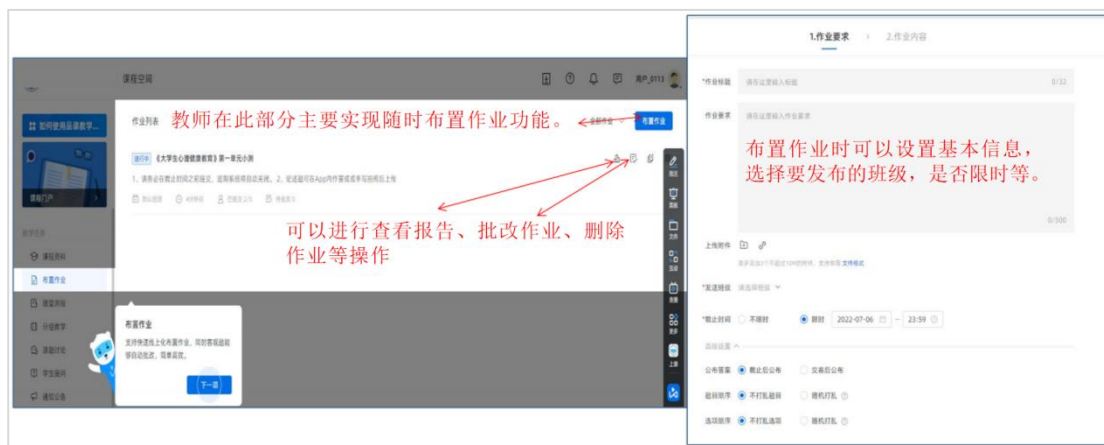 课程空间
用户_0113
如何使用品课教学...
课程门户
教学任务
课程资料
布置作业
随堂测验
分组教学
课题讨论
学生提问
通知公告
作业列表
教师在此部分主要实现随时布置作业功能。
全部作业
布置作业
进行中 《大学生心理健康教育》第一单元小测
可以进行查看报告、批改作业、删除
作业等操作
布置作业
支持快速线上化布置作业,同时客观题能
够自动批改,简单高效。
下一篇
文件
互动
更多
上课
1.作业要求 › 2.作业内容
*作业标题 请在这里输入标题 0/32
作业要求 请在这里输入作业要求
布置作业时可以设置基本信息,
选择要发布的班级,是否限时等。
0/500
上传附件
*发送班级 请选择班级
*截止时间 不限时 限时 2022-07-06 - 23:59
高级设置
公布答案 截止后公布 交卷后公布
题目顺序 不打乱题目 随机打乱
选项顺序 不打乱选项 随机打乱